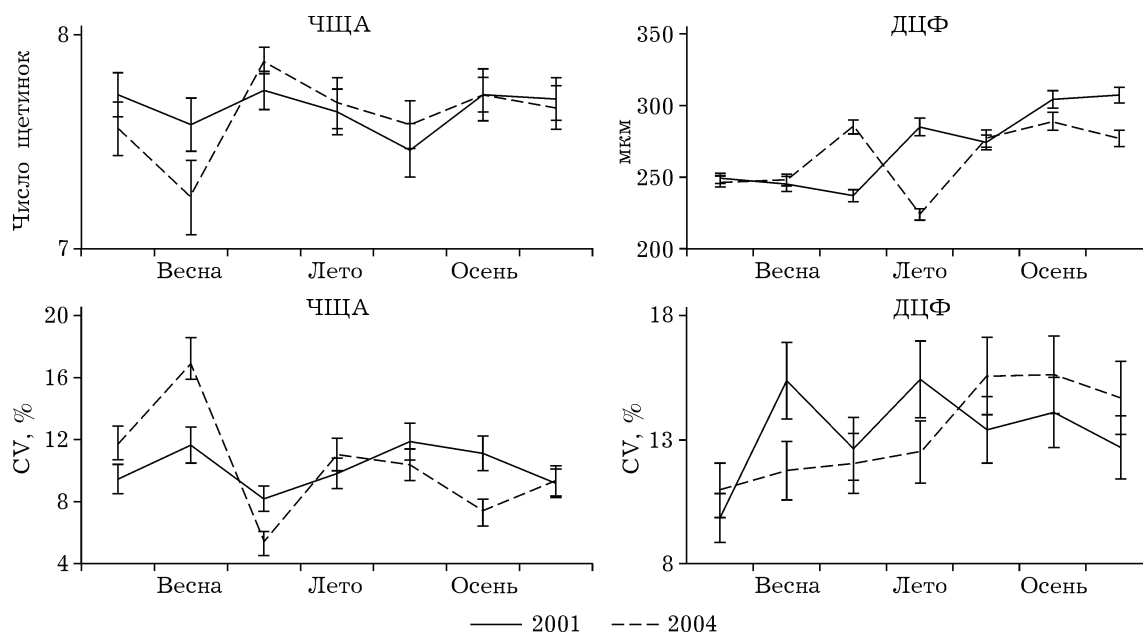 ЧЩА
8
Число щетинок
7
Весна Лето Осень
ДЦФ
350
300
мкм
250
200
Весна Лето Осень
ЧЩА
20
16
CV, %
12
8
4
Весна Лето Осень
ДЦФ
18
CV, %
13
8
Весна Лето Осень
2001 2004